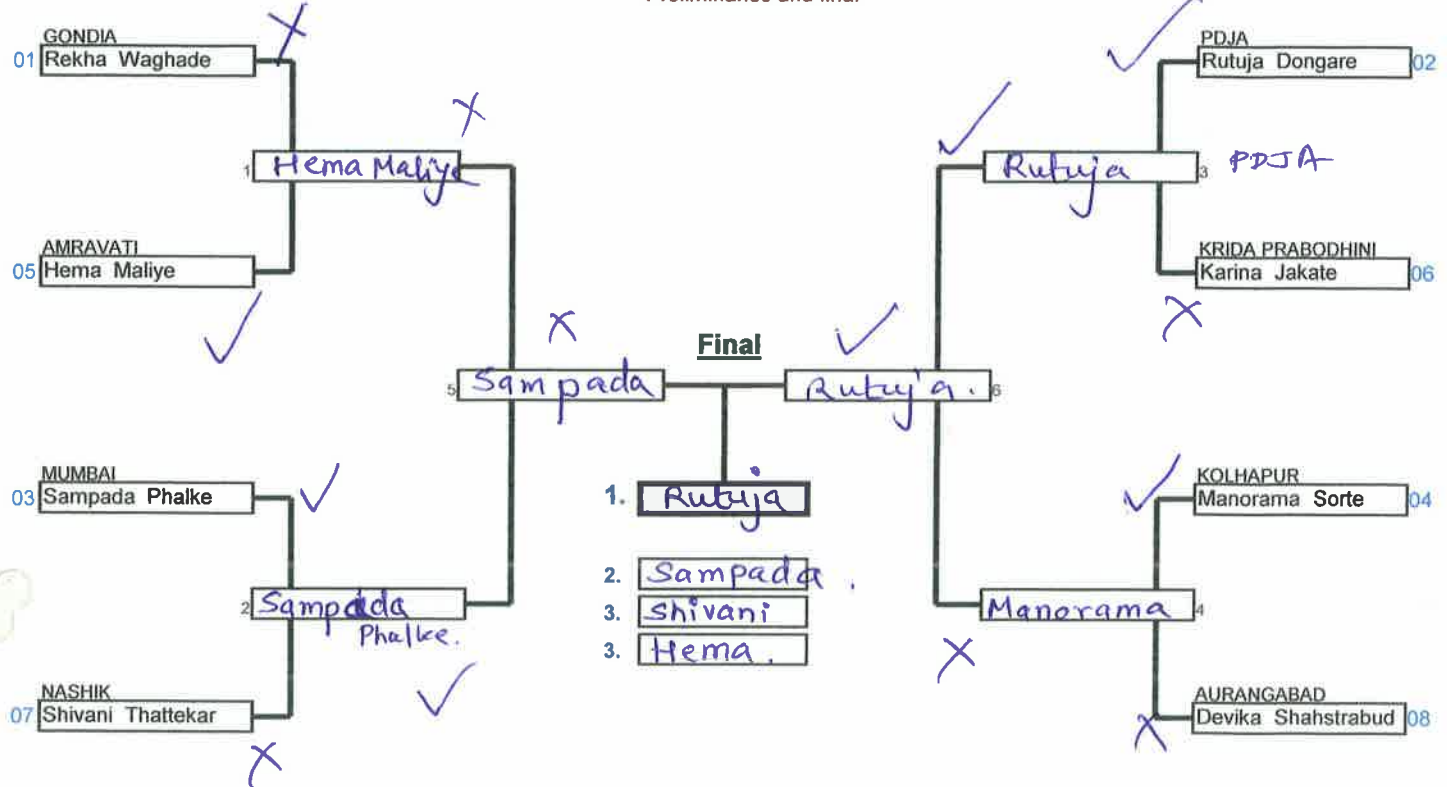 GONDIA
01 Rekha Waghade
1 Hema Maliye
AMRAVATI
05 Hema Maliye
5 Sampada
MUMBAI
03 Sampada Phalke
2 Sampada
Phalke.
NASHIK
07 Shivani Thattekar
Final
1. Rutuja
2. Sampada.
3. Shivani
3. Hema.
PDJA
Rutuja Dongare 02
Rutuja 3 PDJA
KRIDA PRABODHINI
Karina Jakate 06
Rutuja. 6
KOLHAPUR
Manorama Sorte 04
Manorama 4
AURANGABAD
Devika Shahstrabud 08